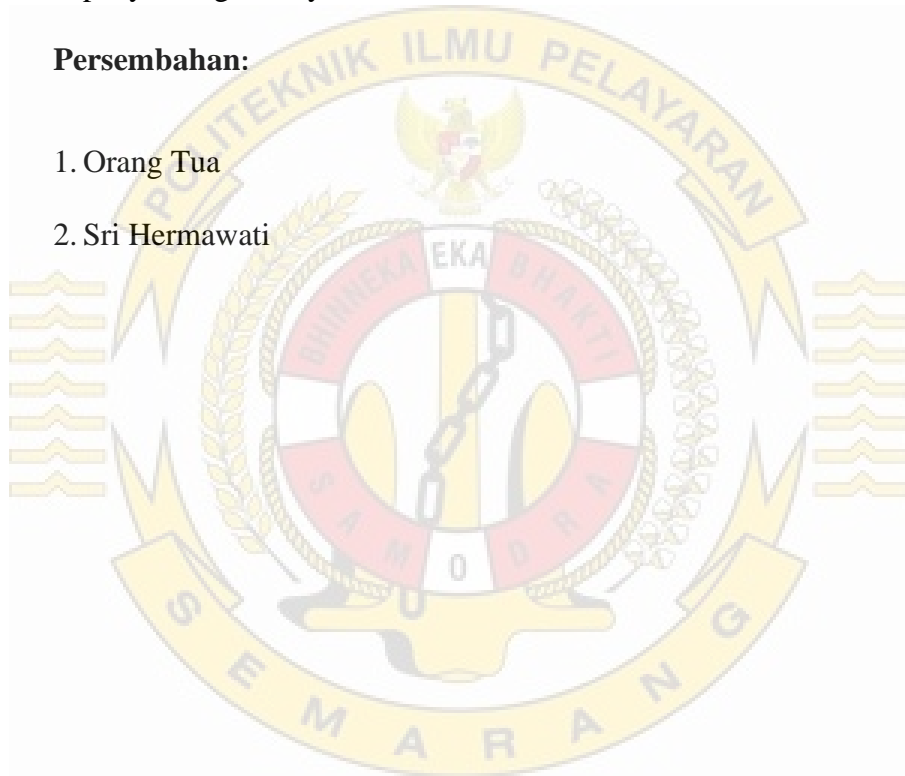 Persembahan:
1. Orang Tua
2. Sri Hermawati
POLITEKNIK ILMU PELAYARAN
BHINNEKA EKA BHAKTI
SAMODRA
SEMARANG